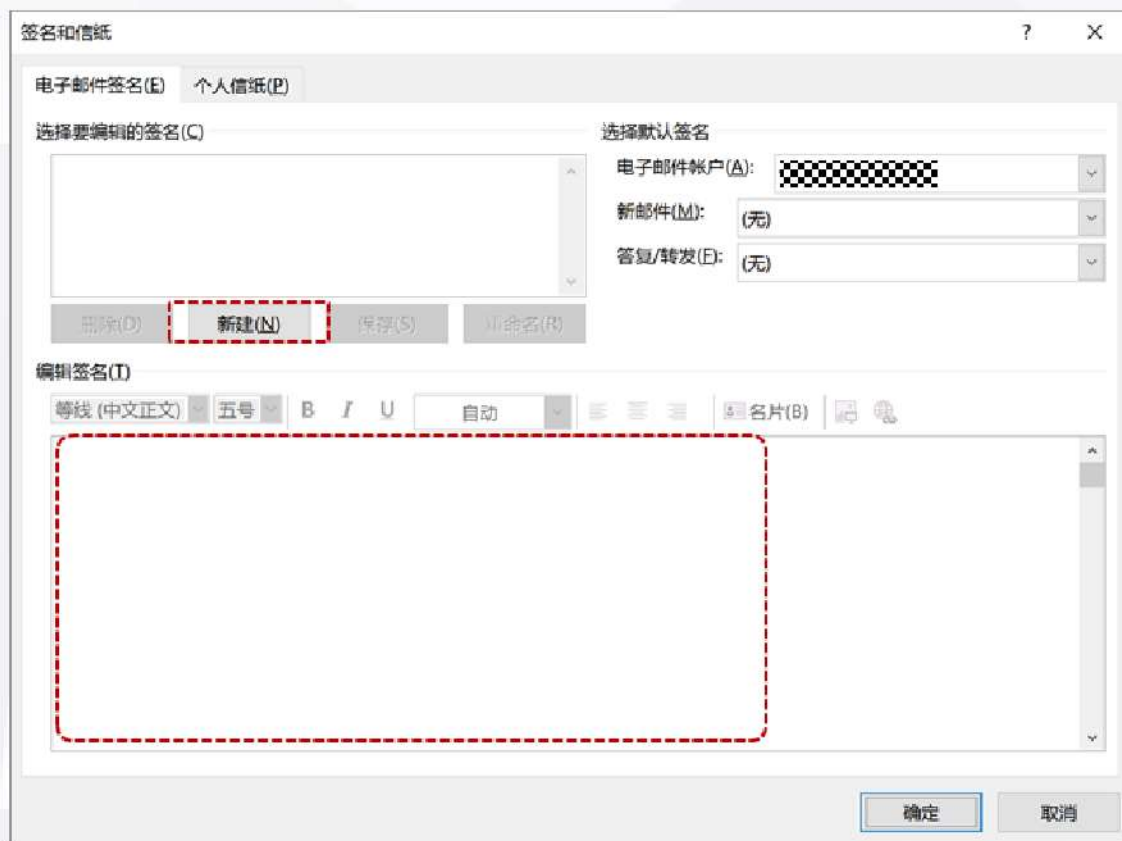 签名和信纸
电子邮件签名(E) 个人信纸(P)
选择要编辑的签名(C)
选择默认签名
电子邮件帐户(A):
新邮件(M): (无)
答复/转发(F): (无)
删除(D) 新建(N) 保存(S) 重命名(R)
编辑签名(T)
等线 (中文正文) 五号 B I U 自动 名片(B)
确定 取消